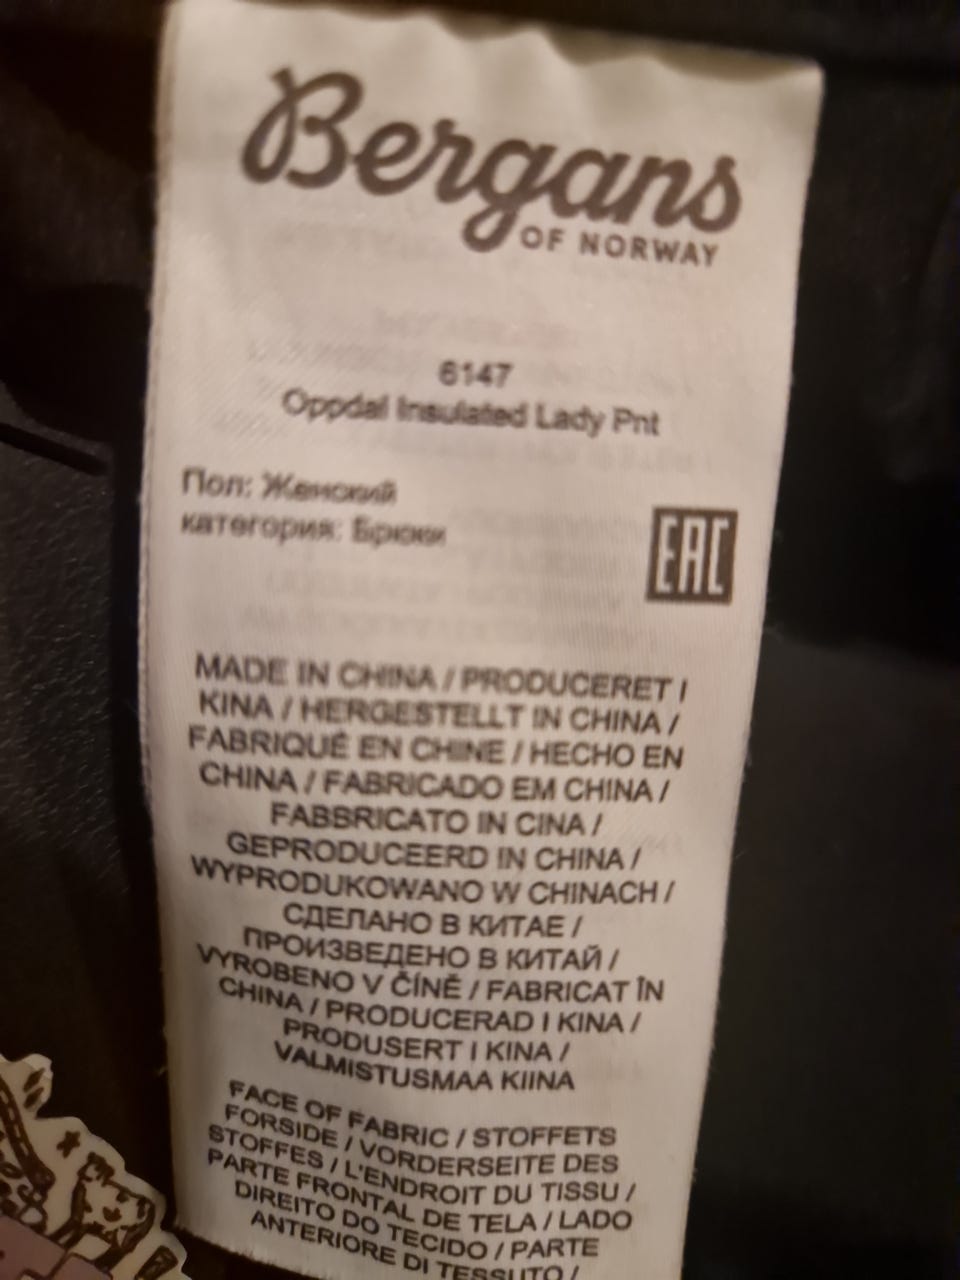 Bergans
OF NORWAY
6147
Oppdal Insulated Lady Pnt
Пол: Женский
категория: Брюки
EAC
MADE IN CHINA / PRODUCERET I
KINA / HERGESTELLT IN CHINA /
FABRIQUÉ EN CHINE / HECHO EN
CHINA / FABRICADO EM CHINA /
FABBRICATO IN CINA /
GEPRODUCEERD IN CHINA /
WYPRODUKOWANO W CHINACH /
СДЕЛАНО В КИТАЕ /
ПРОИЗВЕДЕНО В КИТАЙ /
VYROBENO V ČÍNĚ / FABRICAT ÎN
CHINA / PRODUCERAD I KINA /
PRODUSERT I KINA /
VALMISTUSMAA KIINA
FACE OF FABRIC / STOFFETS
FORSIDE / VORDERSEITE DES
STOFFES / L'ENDROIT DU TISSU /
PARTE FRONTAL DE TELA / LADO
DIREITO DO TECIDO / PARTE
ANTERIORE DI TESSUTO /